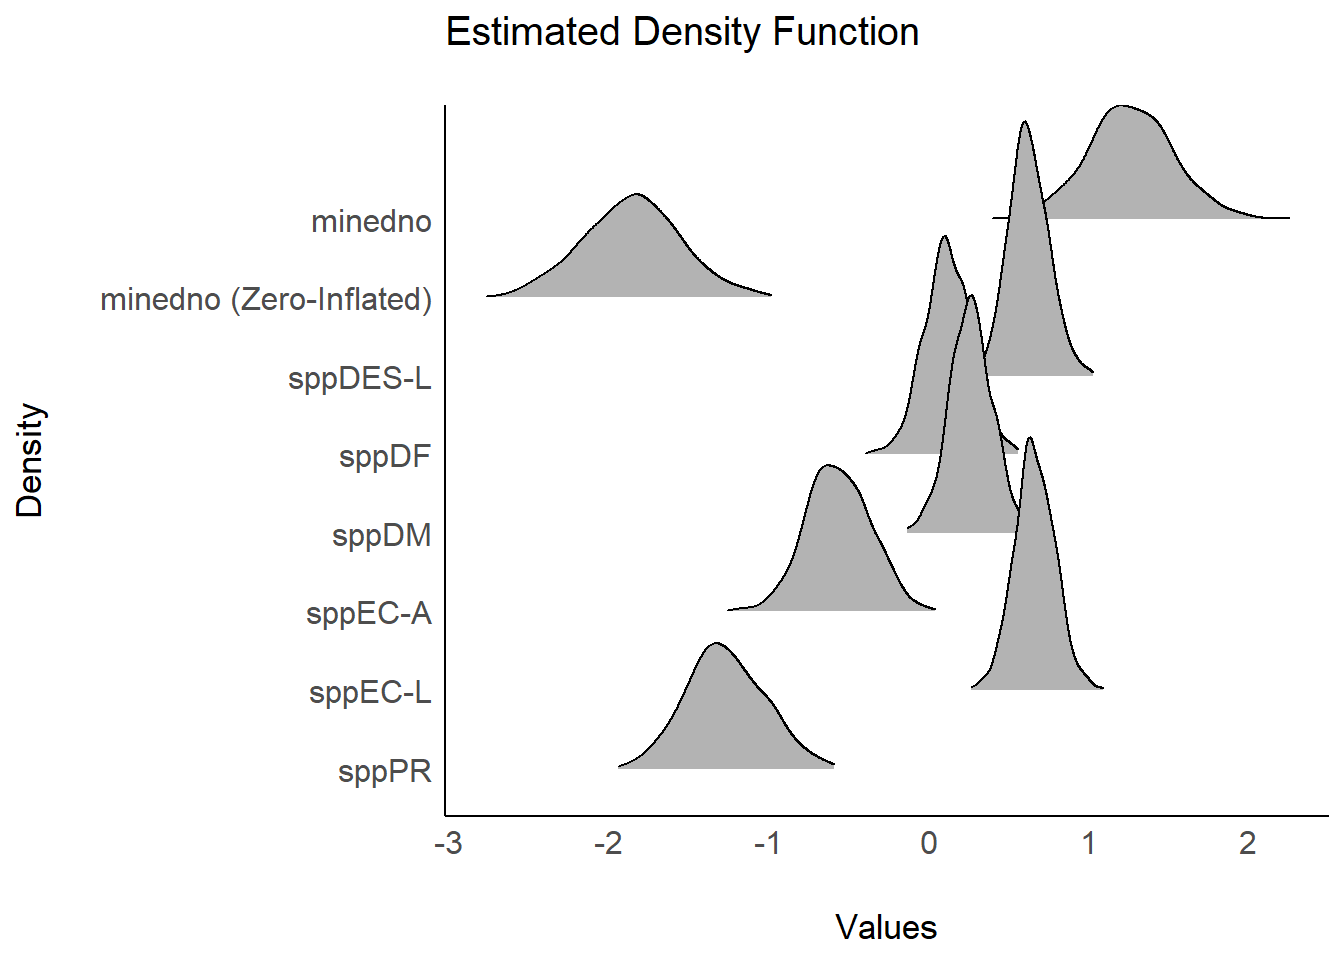 Estimated Density Function
minedno
minedno (Zero-Inflated)
sppDES-L
sppDF
sppDM
sppEC-A
sppEC-L
sppPR
Density
-3 -2 -1 0 1 2
Values